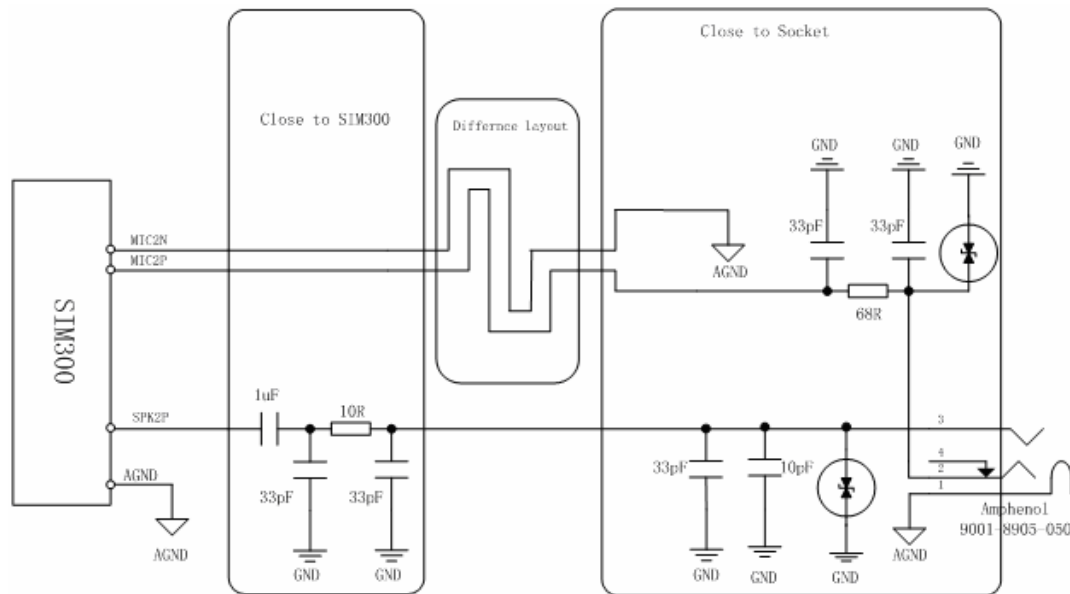 Close to Socket
Close to SIM300
Differnce layout
GND
GND
GND
33pF
33pF
MIC2N
MIC2P
AGND
68R
SIM300
1uF
10R
SPK2P
3
33pF
10pF
4
2
1
AGND
33pF
33pF
Amphenol
9001-8905-050
AGND
GND
GND
GND
GND
GND
AGND